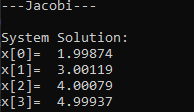 ---Jacobi---
System Solution:
x[0]= 1.99874
x[1]= 3.00119
x[2]= 4.00079
x[3]= 4.99937